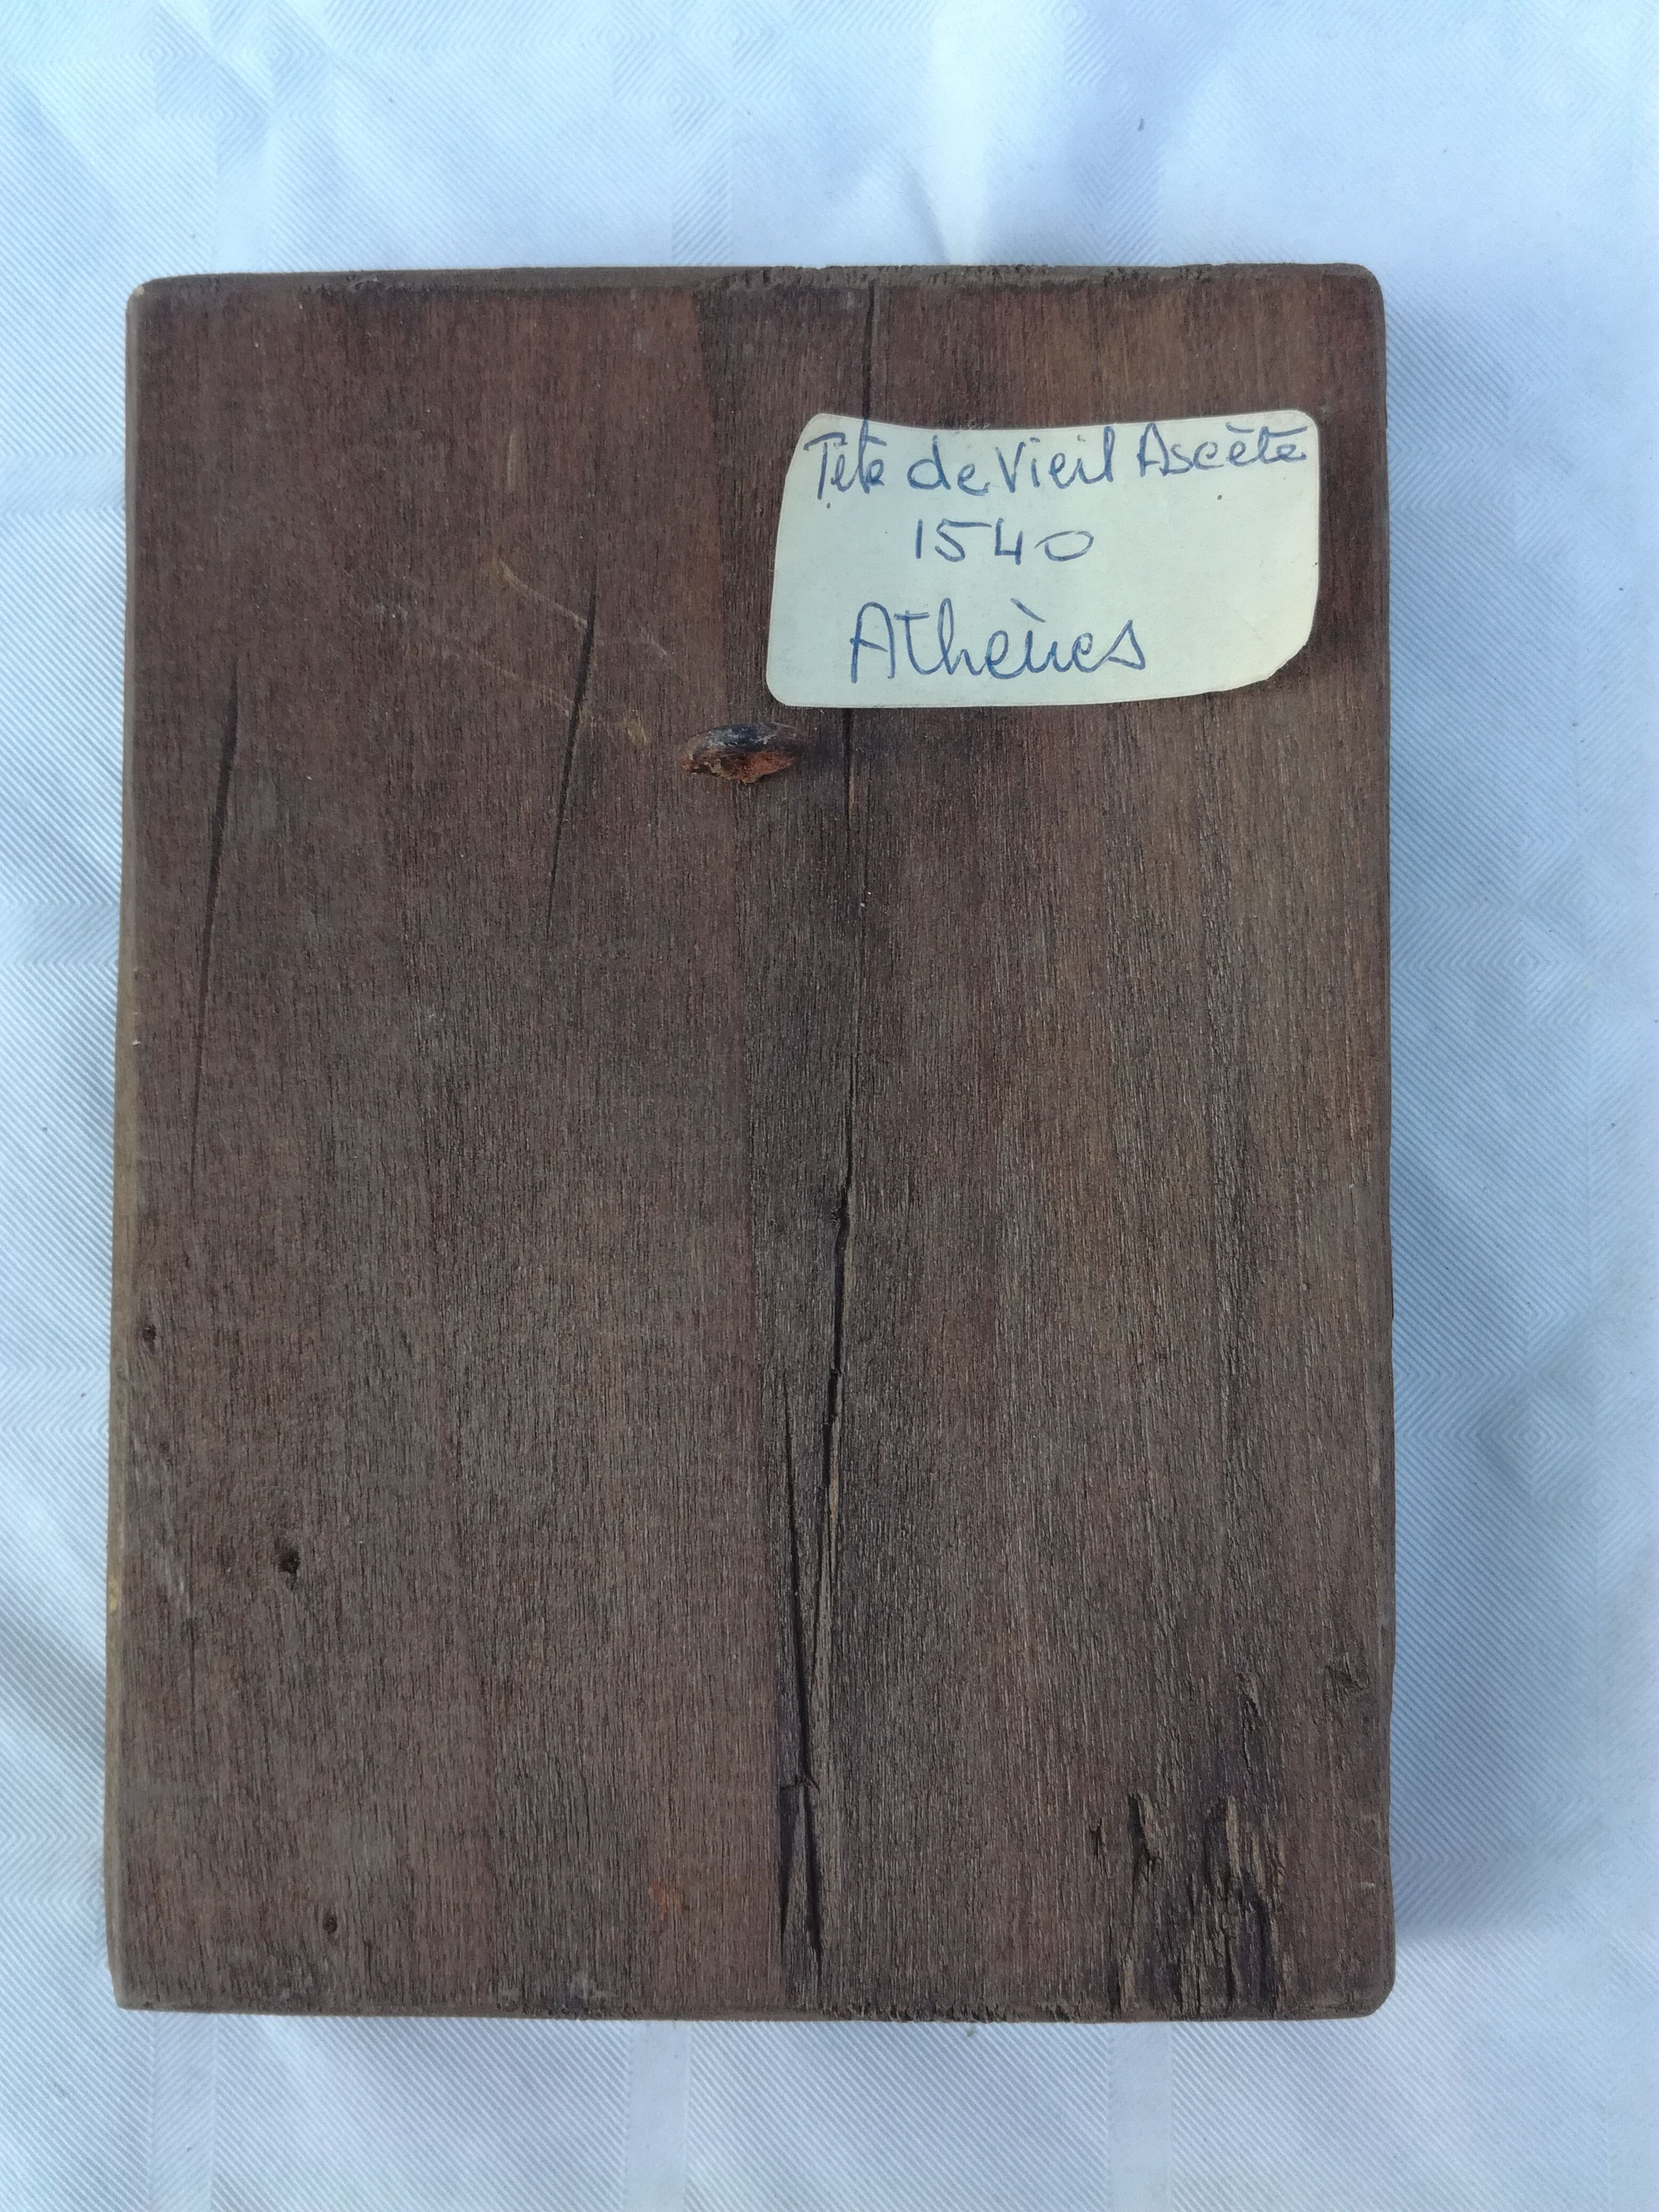 Tête de Vieil Ascète
1540
Athènes